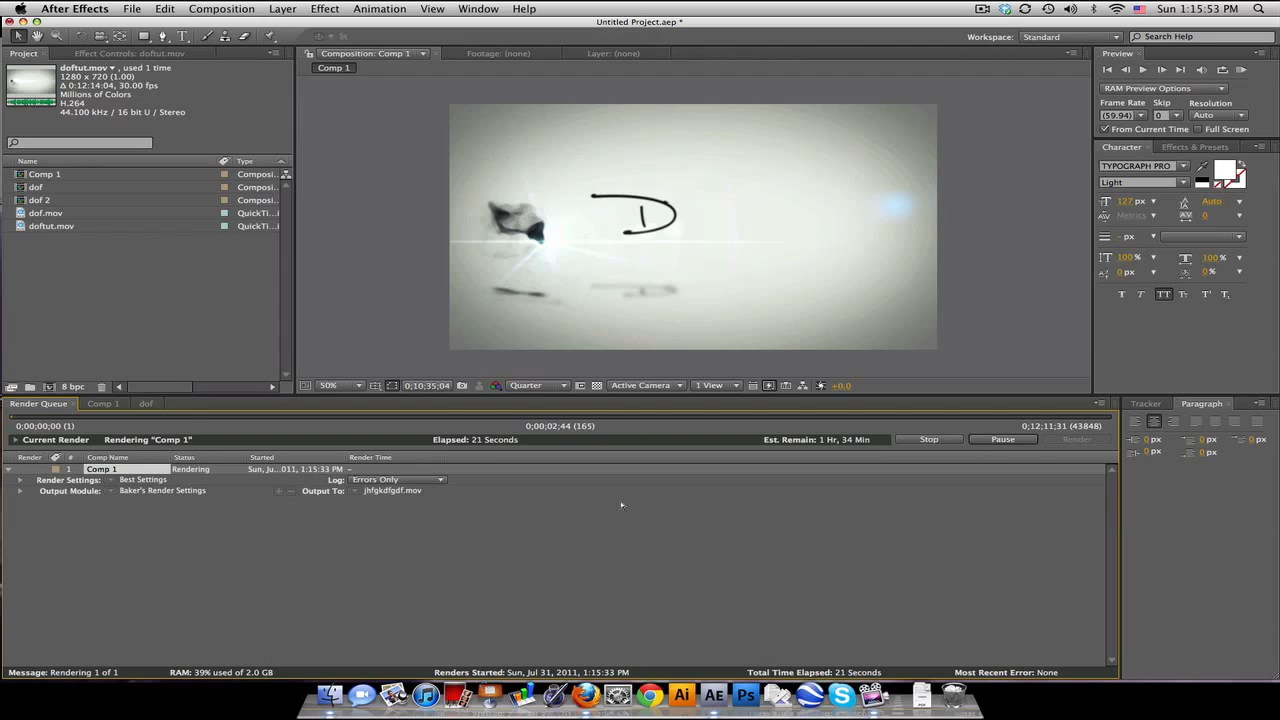 After Effects File Edit Composition Layer Effect Animation View Window Help Sun 1:15:53 PM
Untitled Project.aep *
Workspace: Standard Search Help
Project Effect Controls: doftut.mov Composition: Comp 1 Footage: (none) Layer: (none) Preview
Comp 1
doftut.mov , used 1 time
1280 x 720 (1.00)
Δ 0:12:14:04, 30.00 fps
Millions of Colors
H.264
44.100 kHz / 16 bit U / Stereo
RAM Preview Options
Frame Rate Skip Resolution
(59.94) 0 Auto
From Current Time Full Screen
Character Effects & Presets
TYPOGRAPH PRO
Light
127 px Auto
Metrics 0
- px
100 % 100 %
0 px 0 %
T T TT Tт T¹ T₁
Name Type
Comp 1 Composi...
dof Composi...
dof 2 Composi...
dof.mov QuickTi...
doftut.mov QuickTi...
D
8 bpc
50% 0;10;35;04 Quarter Active Camera 1 View +0.0
Render Queue Comp 1 dof
0;00;00;00 (1) 0;00;02;44 (165) 0;12;11;31 (43848)
Current Render Rendering "Comp 1" Elapsed: 21 Seconds Est. Remain: 1 Hr, 34 Min Stop Pause Render
Render # Comp Name Status Started Render Time
1 Comp 1 Rendering Sun, Ju...011, 1:15:33 PM -
Render Settings: Best Settings Log: Errors Only
Output Module: Baker's Render Settings Output To: jhfgkdfgdf.mov
Tracker Paragraph
0 px 0 px 0 px
0 px 0 px
Message: Rendering 1 of 1 RAM: 39% used of 2.0 GB Renders Started: Sun, Jul 31, 2011, 1:15:33 PM Total Time Elapsed: 21 Seconds Most Recent Error: None
Ai AE Ps